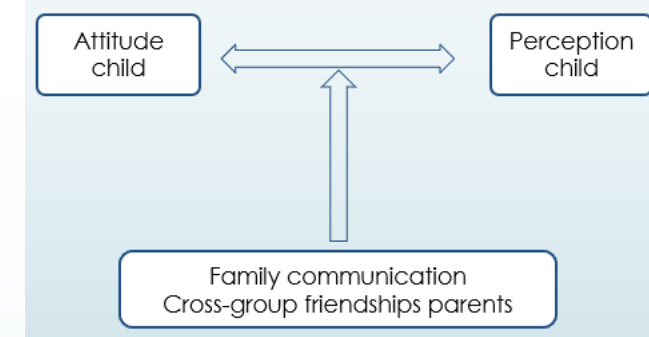 Attitude
child
Perception
child
Family communication
Cross-group friendships parents